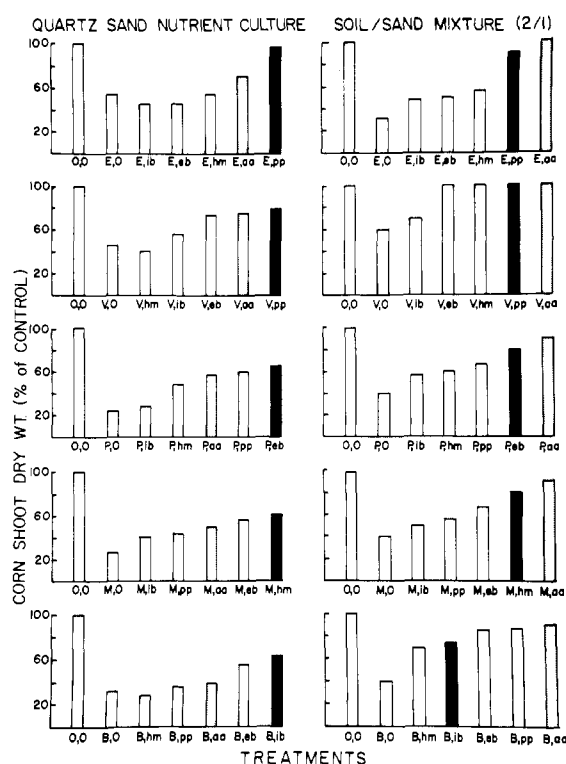 QUARTZ SAND NUTRIENT CULTURE
SOIL/SAND MIXTURE (2/1)
CORN SHOOT DRY WT. (% of CONTROL)
100
60
20
O,O E,O E,ib E,eb E,hm E,aa E,pp
O,O E,O E,ib E,eb E,hm E,pp E,aa
100
60
20
O,O V,O V,hm V,ib V,eb V,aa V,pp
O,O V,O V,ib V,eb V,hm V,pp V,aa
100
60
20
O,O P,O P,ib P,hm P,aa P,pp P,eb
O,O P,O P,ib P,hm P,pp P,eb P,aa
100
60
20
O,O M,O M,ib M,pp M,aa M,eb M,hm
O,O M,O M,ib M,pp M,eb M,hm M,aa
100
60
20
O,O B,O B,hm B,pp B,aa B,eb B,ib
O,O B,O B,hm B,ib B,eb B,pp B,aa
TREATMENTS